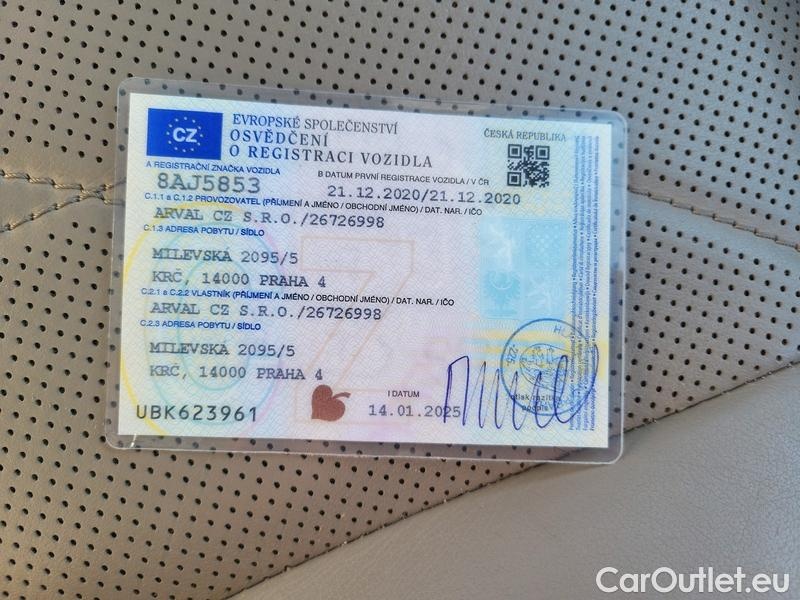 CZ
EVROPSKÉ SPOLEČENSTVÍ
OSVĚDČENÍ
O REGISTRACI VOZIDLA
ČESKÁ REPUBLIKA
A REGISTRAČNÍ ZNAČKA VOZIDLA
8AJ5853
B DATUM PRVNÍ REGISTRACE VOZIDLA / V ČR
21.12.2020/21.12.2020
C.1.1 a C.1.2 PROVOZOVATEL (PŘÍJMENÍ A JMÉNO / OBCHODNÍ JMÉNO) / DAT. NAR. / IČO
ARVAL CZ S.R.O./26726998
C.1.3 ADRESA POBYTU / SÍDLO
MILEVSKÁ 2095/5
KRČ, 14000 PRAHA 4
C.2.1 a C.2.2 VLASTNÍK (PŘÍJMENÍ A JMÉNO / OBCHODNÍ JMÉNO) / DAT. NAR. / IČO
ARVAL CZ S.R.O./26726998
C.2.3 ADRESA POBYTU / SÍDLO
MILEVSKÁ 2095/5
KRČ, 14000 PRAHA 4
UBK623961
I DATUM
14.01.2025
otisk razítka
podpis
CarOutlet.eu